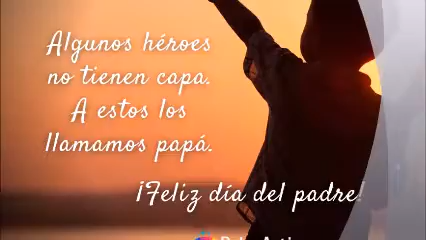 Algunos héroes
no tienen capa.
A estos los
llamamos papá.
¡Feliz día del padre!